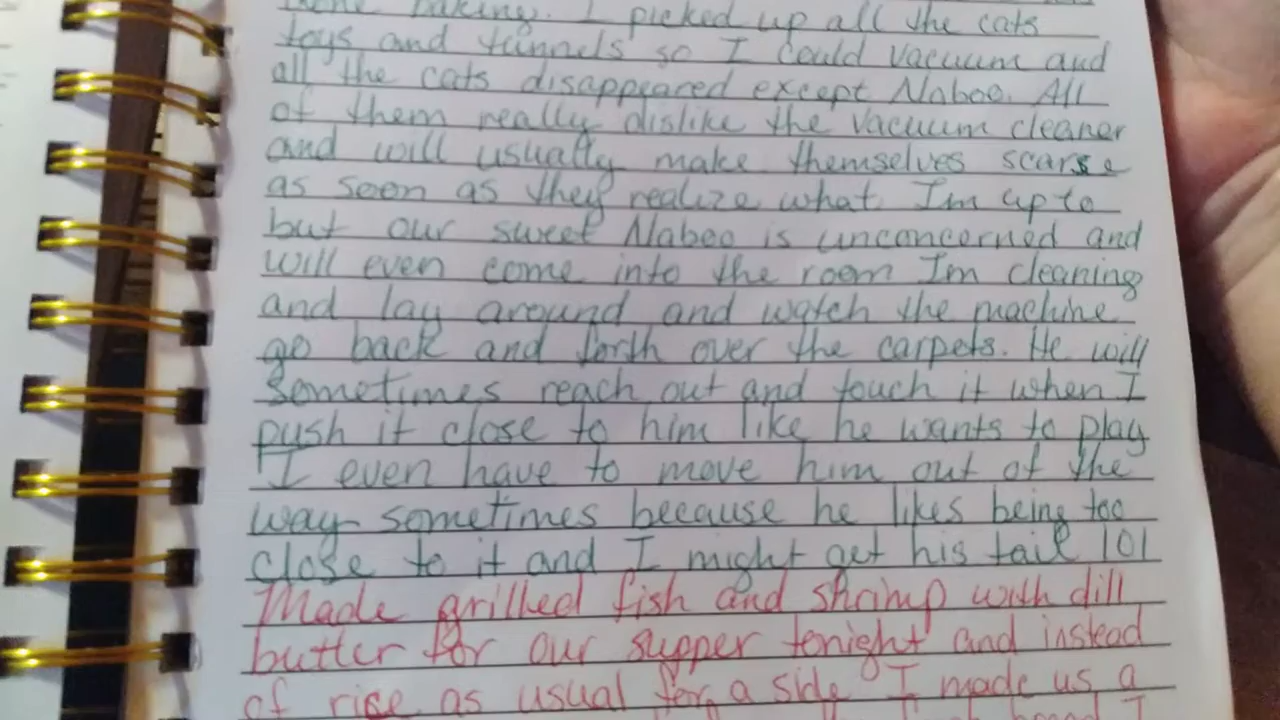 baking. I picked up all the cats
toys and tunnels so I could vacuum and
all the cats disappeared except Naboo. All
of them really dislike the vacuum cleaner
and will usually make themselves scarse
as soon as they realize what I'm up to
but our sweet Naboo is unconcerned and
will even come into the room I'm cleaning
and lay around and watch the machine
go back and forth over the carpets. He will
sometimes reach out and touch it when I
push it close to him like he wants to play
I even have to move him out of the
way sometimes because he likes being too
close to it and I might get his tail lol
Made grilled fish and shrimp with dill
butter for our supper tonight and instead
of rice as usual for a side I made us a